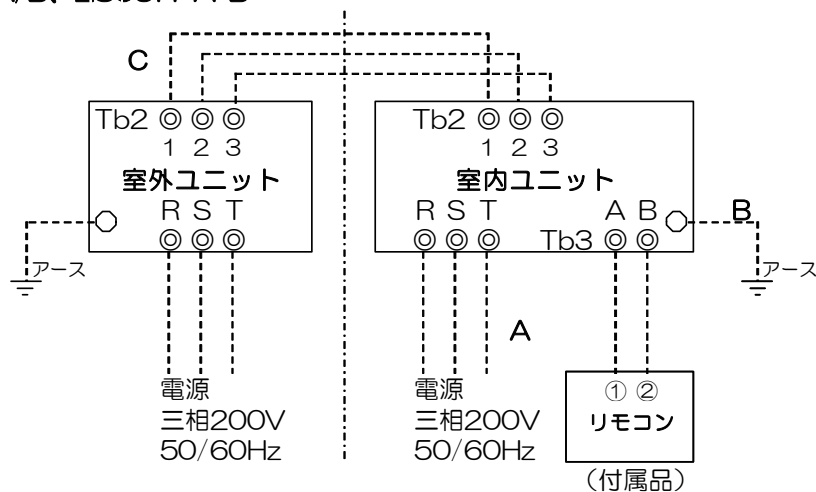 C
Tb2
1 2 3
室外ユニット
R S T
アース
電源
三相200V
50/60Hz
Tb2
1 2 3
室内ユニット
R S T
A B
Tb3
B
アース
A
電源
三相200V
50/60Hz
① ②
リモコン
(付属品)